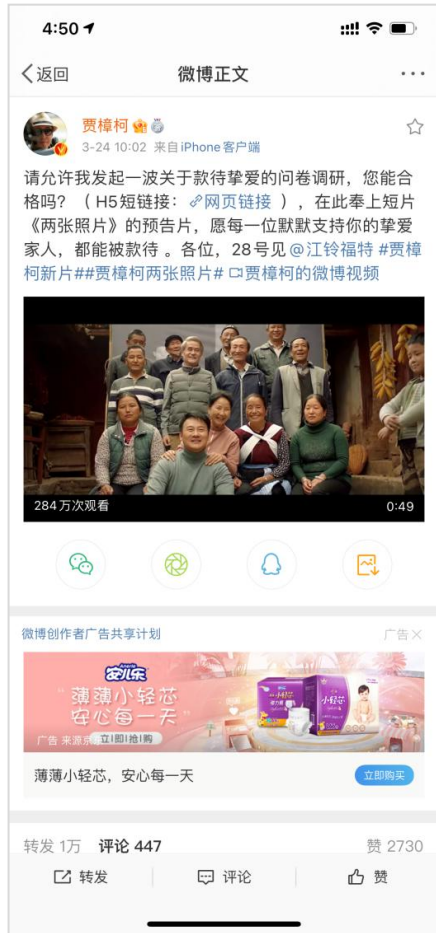 4:50
返回
微博正文
贾樟柯
3-24 10:02 来自 iPhone 客户端
请允许我发起一波关于款待挚爱的问卷调研，您能合
格吗？（H5短链接：网页链接），在此奉上短片
《两张照片》的预告片，愿每一位默默支持你的挚爱
家人，都能被款待 。各位，28号见@江铃福特 #贾樟
柯新片##贾樟柯两张照片# 贾樟柯的微博视频
284万次观看
0:49
微博创作者广告共享计划
广告
Anerle
安儿乐
薄薄小轻芯
安心每一天
立即抢购
小轻芯
薄薄小轻芯，安心每一天
立即购买
转发 1万 评论 447
赞 2730
转发
评论
赞